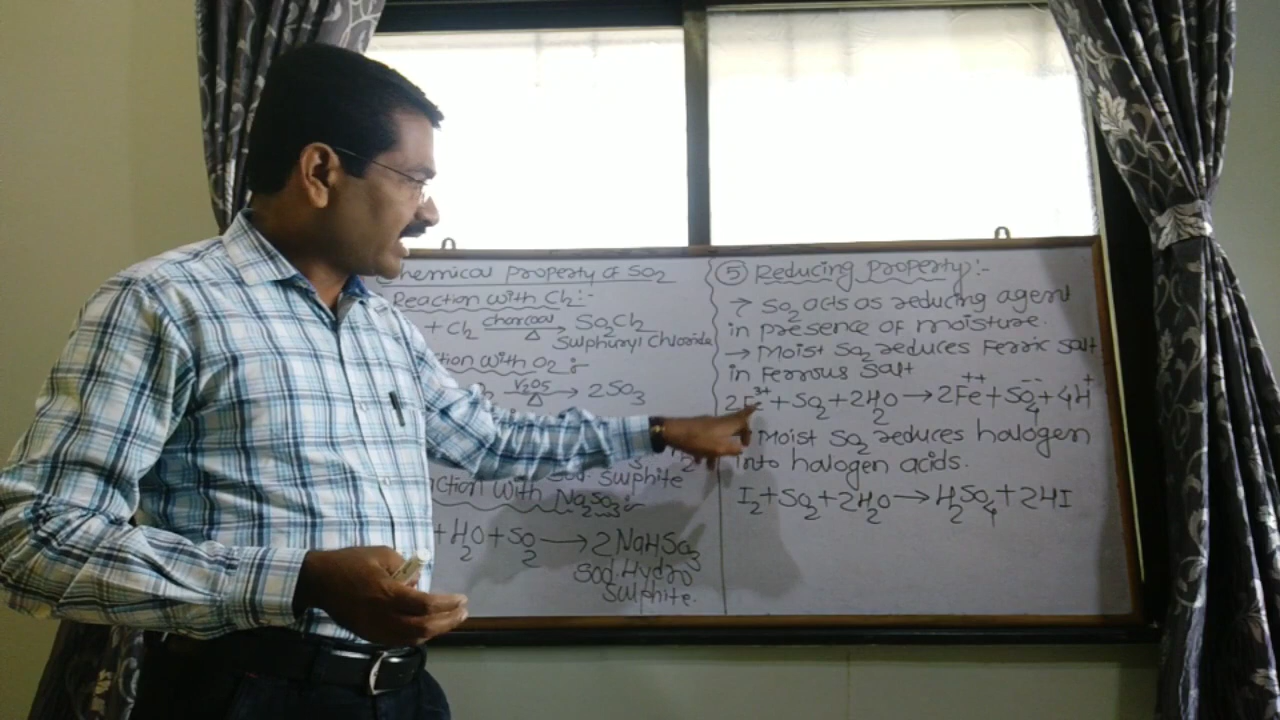 Chemical Property of SO2
Reaction with Cl2:-
+ Cl2 charcoal △ → SO2Cl2
Sulphuryl Chloride
ction with O2:-
V2O5 △ → 2SO3
Sod. Sulphite
ction with Na2SO3:-
+ H2O + SO2 → 2NaHSO3
Sod. Hydro
Sulphite.
⑤ Reducing Property:-
→ SO2 acts as reducing agent
in presence of moisture.
→ Moist SO2 reduces Ferric Salt
in Ferrous Salt
2F3+ + SO2 + 2H2O → 2Fe++ + SO4-- + 4H+
Moist SO2 reduces halogen
into halogen acids.
I2 + SO2 + 2H2O → H2SO4 + 2HI